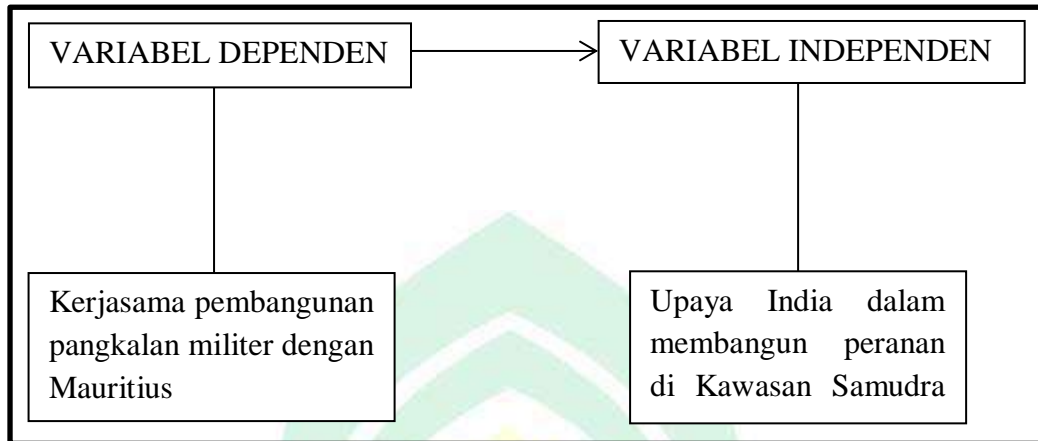 VARIABEL DEPENDEN
VARIABEL INDEPENDEN
Kerjasama pembangunan
pangkalan militer dengan
Mauritius
Upaya India dalam
membangun peranan
di Kawasan Samudra